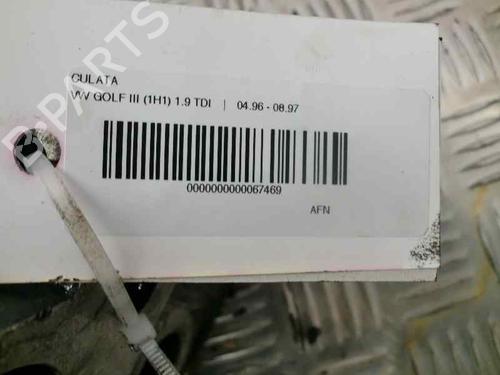 B PARTS
CULATA
VW GOLF III (1H1) 1.9 TDI | 04.96 - 08.97
0000000000067469
AFN